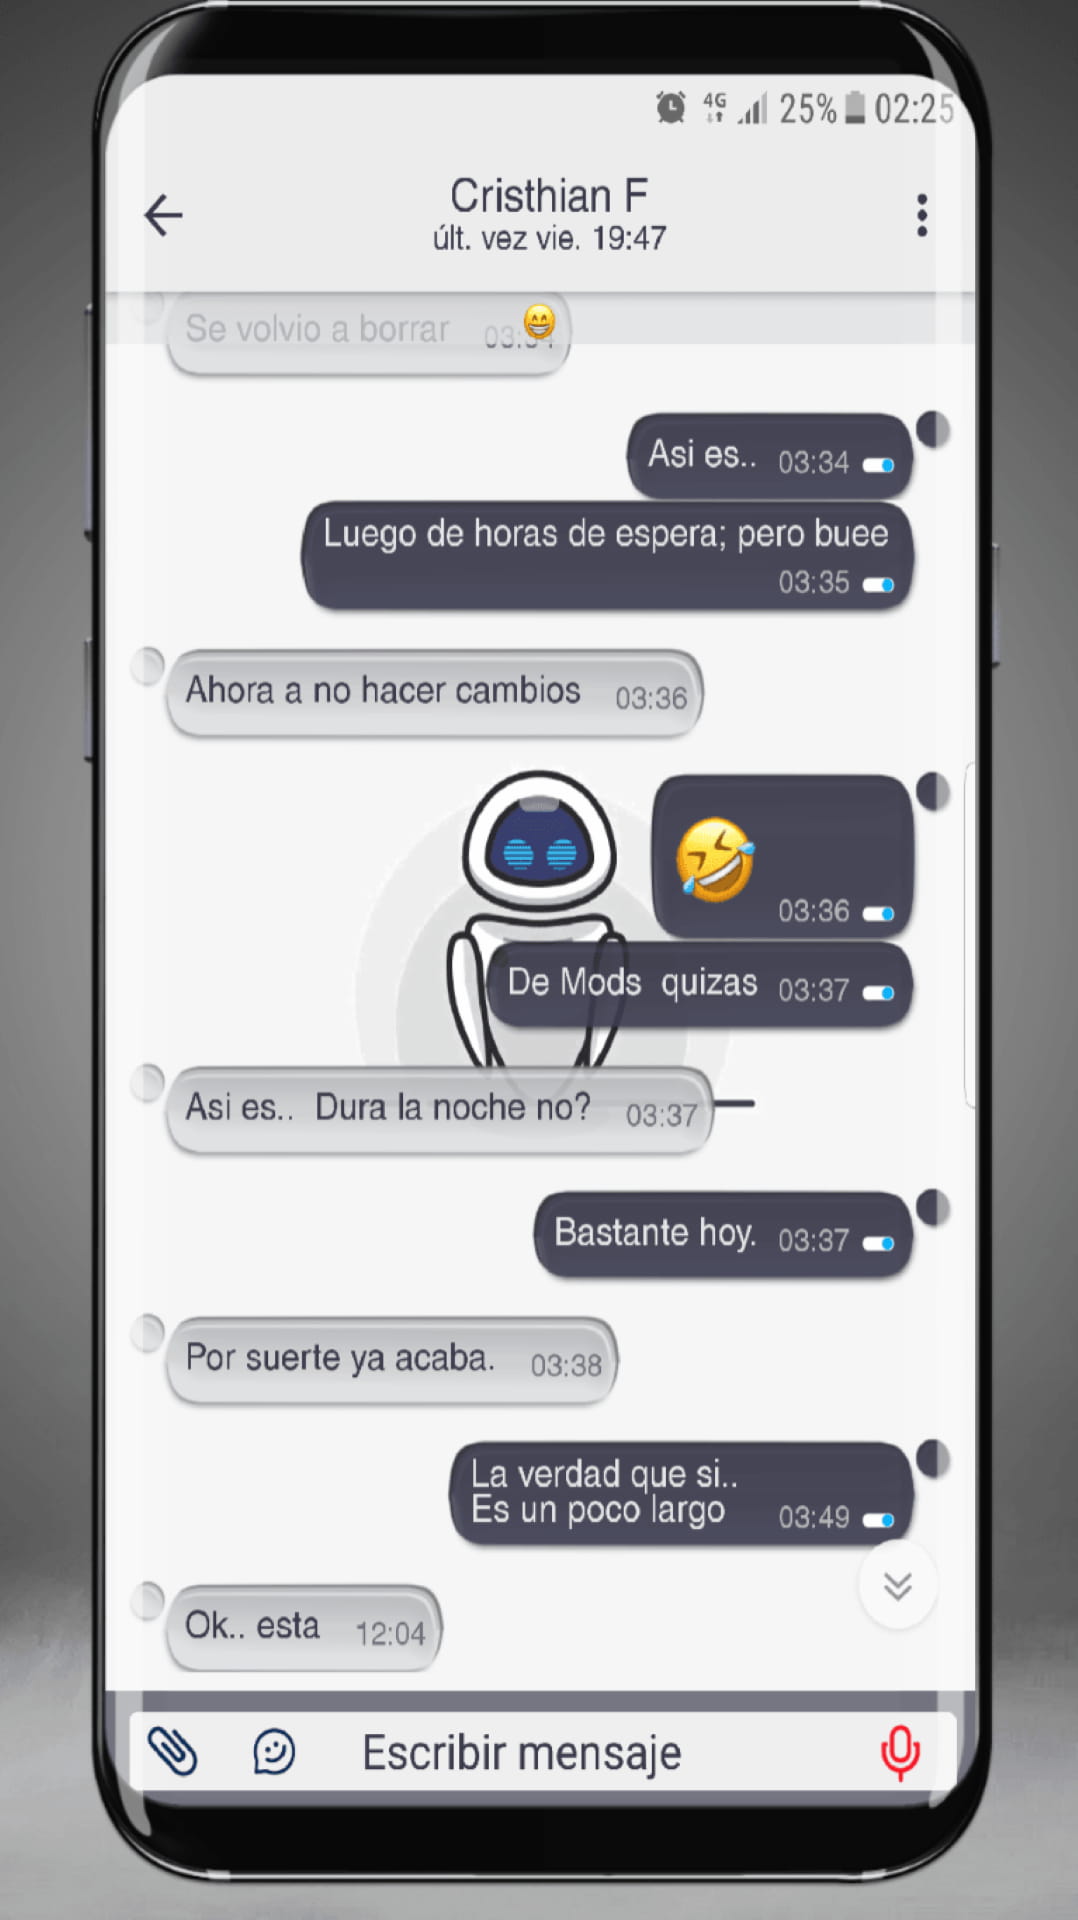 4G 25% 02:25
Cristhian F
últ. vez vie. 19:47
Se volvio a borrar
Asi es.. 03:34
Luego de horas de espera; pero buee
03:35
Ahora a no hacer cambios 03:36
03:36
De Mods quizas 03:37
Asi es.. Dura la noche no? 03:37
Bastante hoy. 03:37
Por suerte ya acaba. 03:38
La verdad que si..
Es un poco largo 03:49
Ok.. esta 12:04
Escribir mensaje